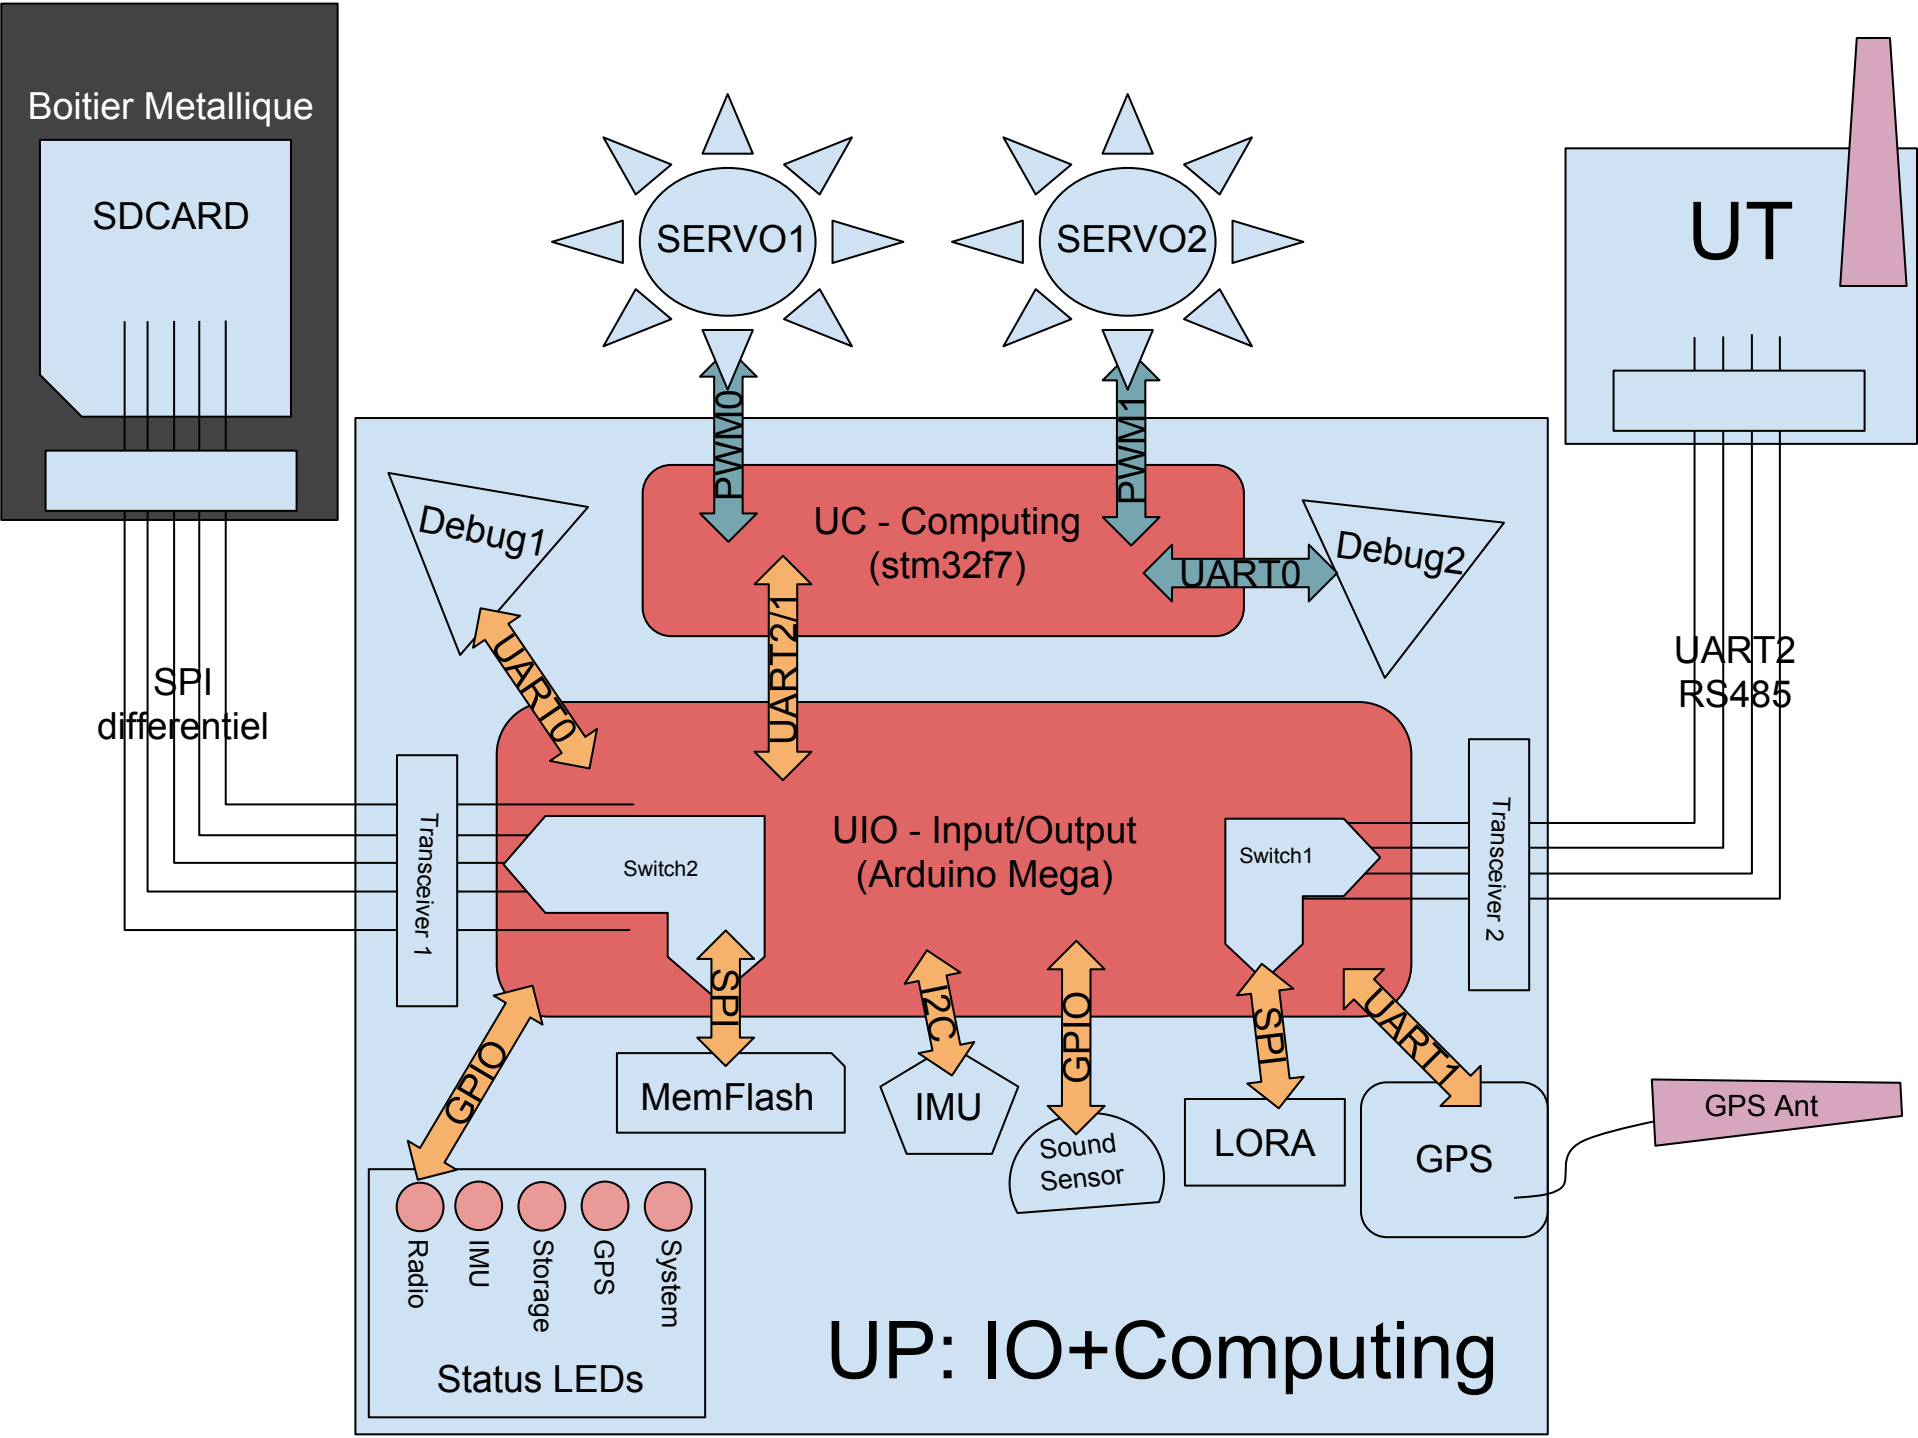 Boitier Metallique
SDCARD
SERVO1
SERVO2
UT
PWM0
PWM1
Debug1
UC - Computing
(stm32f7)
UART0
Debug2
UART2/1
UART0
SPI
differentiel
UART2
RS485
Transceiver 1
Switch2
UIO - Input/Output
(Arduino Mega)
Switch1
Transceiver 2
GPIO
SPI
I2C
GPIO
SPI
UART1
MemFlash
IMU
Sound
Sensor
LORA
GPS
GPS Ant
Radio
IMU
Storage
GPS
System
Status LEDs
UP: IO+Computing